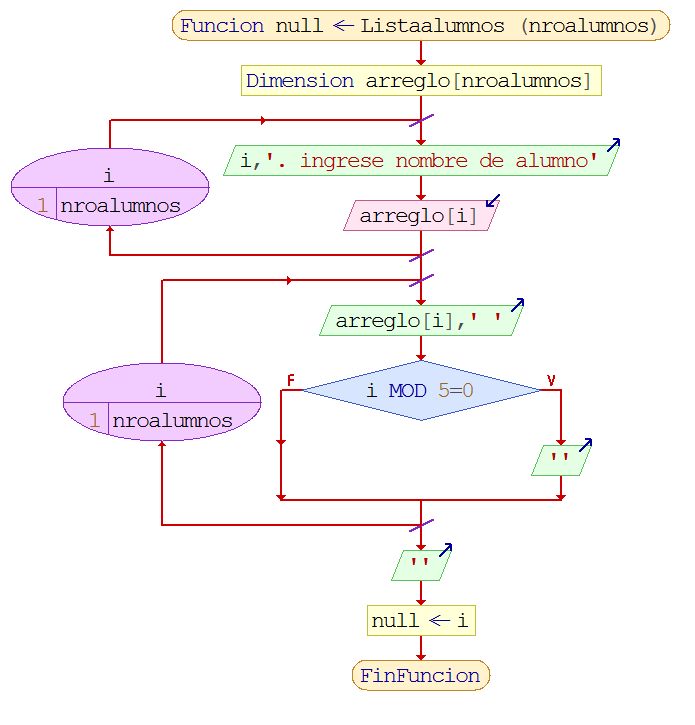 Funcion null ← Listaalumnos (nroalumnos)
Dimension arreglo[nroalumnos]
i,'. ingrese nombre de alumno'
i
1 nroalumnos
arreglo[i]
arreglo[i],' '
i
1 nroalumnos
F
i MOD 5=0
V
''
''
null ← i
FinFuncion